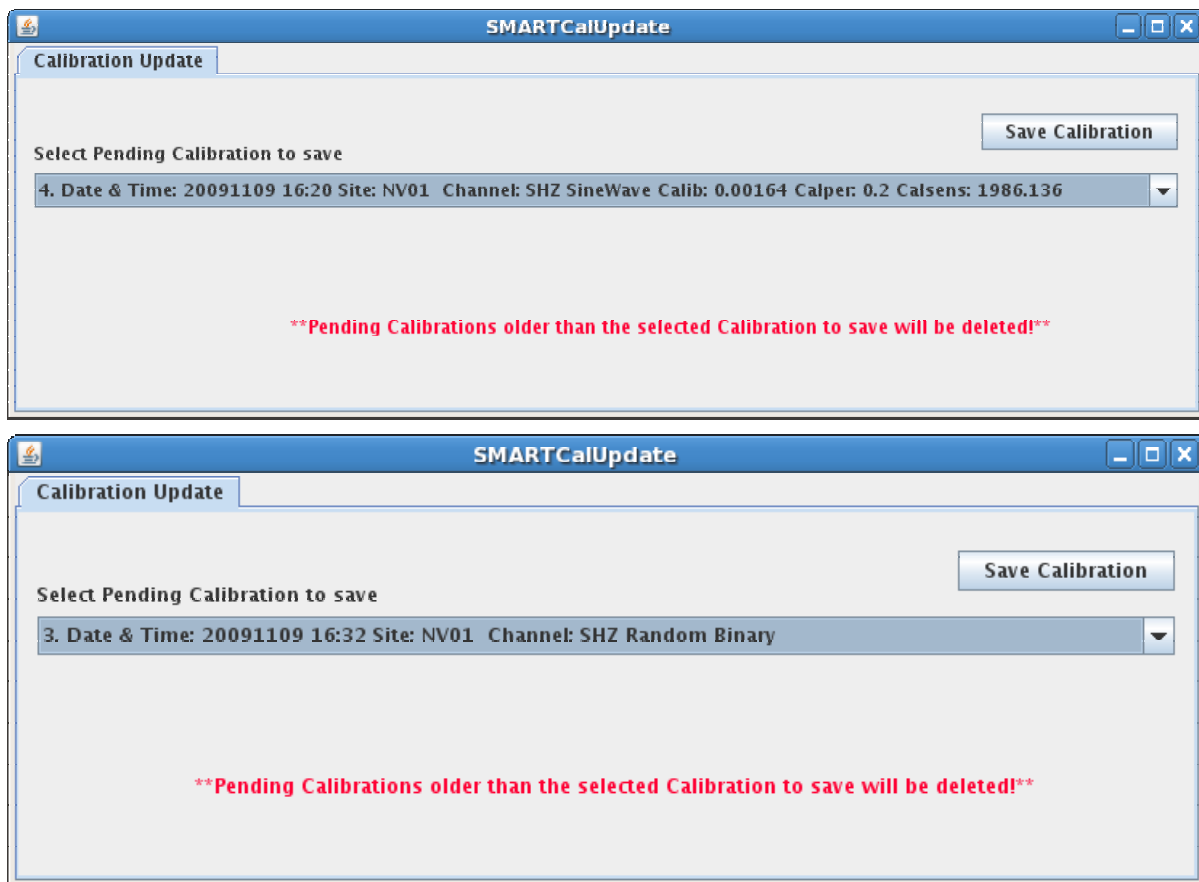 SMARTCalUpdate
Calibration Update
Save Calibration
Select Pending Calibration to save
4. Date & Time: 20091109 16:20 Site: NV01  Channel: SHZ SineWave Calib: 0.00164 Calper: 0.2 Calsens: 1986.136
**Pending Calibrations older than the selected Calibration to save will be deleted!**
SMARTCalUpdate
Calibration Update
Save Calibration
Select Pending Calibration to save
3. Date & Time: 20091109 16:32 Site: NV01  Channel: SHZ Random Binary
**Pending Calibrations older than the selected Calibration to save will be deleted!**